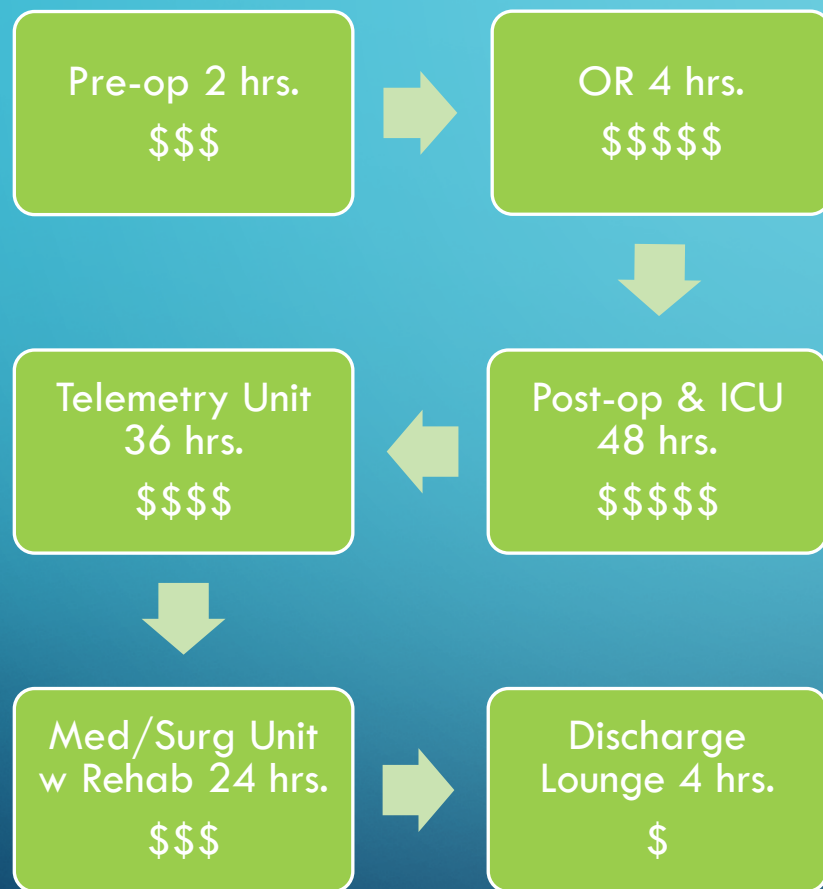 Pre-op 2 hrs.
$$$
OR 4 hrs.
$$$$$
Post-op & ICU
48 hrs.
$$$$$
Telemetry Unit
36 hrs.
$$$$
Med/Surg Unit
w Rehab 24 hrs.
$$$
Discharge
Lounge 4 hrs.
$